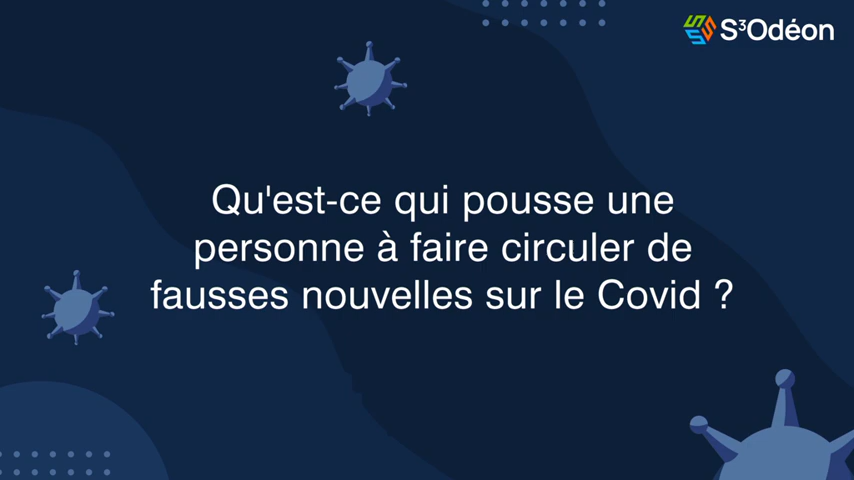 S³Odéon
Qu'est-ce qui pousse une
personne à faire circuler de
fausses nouvelles sur le Covid ?